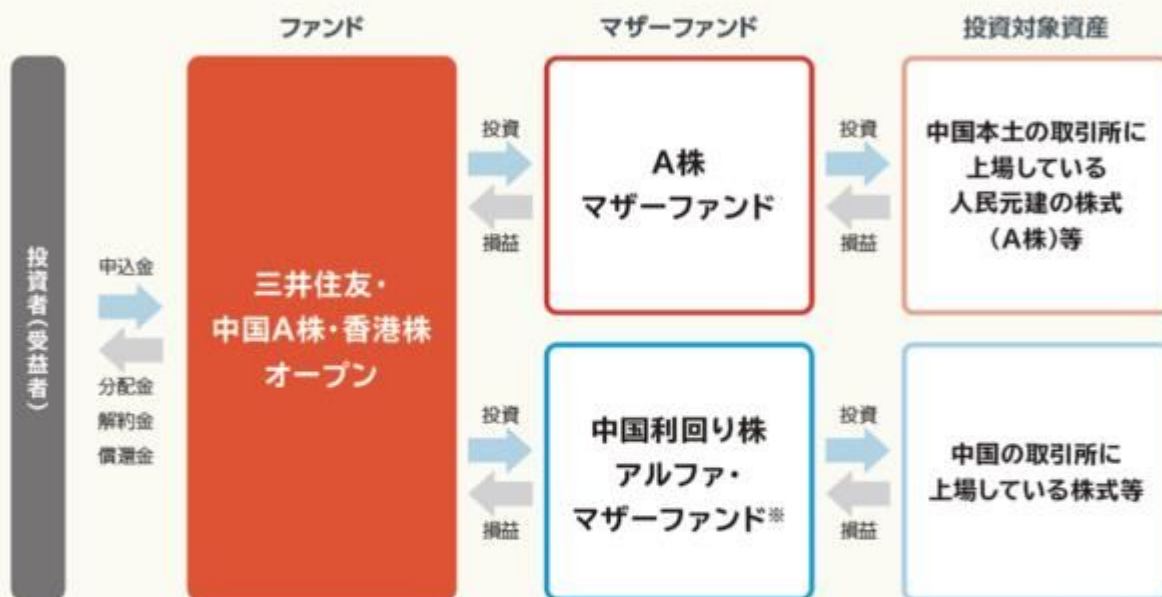 ファンド
マザーファンド
投資対象資産
投資者(受益者)
申込金
分配金
解約金
償還金
三井住友・
中国A株・香港株
オープン
投資
損益
A株
マザーファンド
投資
損益
中国本土の取引所に
上場している
人民元建の株式
(A株)等
投資
損益
中国利回り株
アルファ・
マザーファンド※
投資
損益
中国の取引所に
上場している株式等